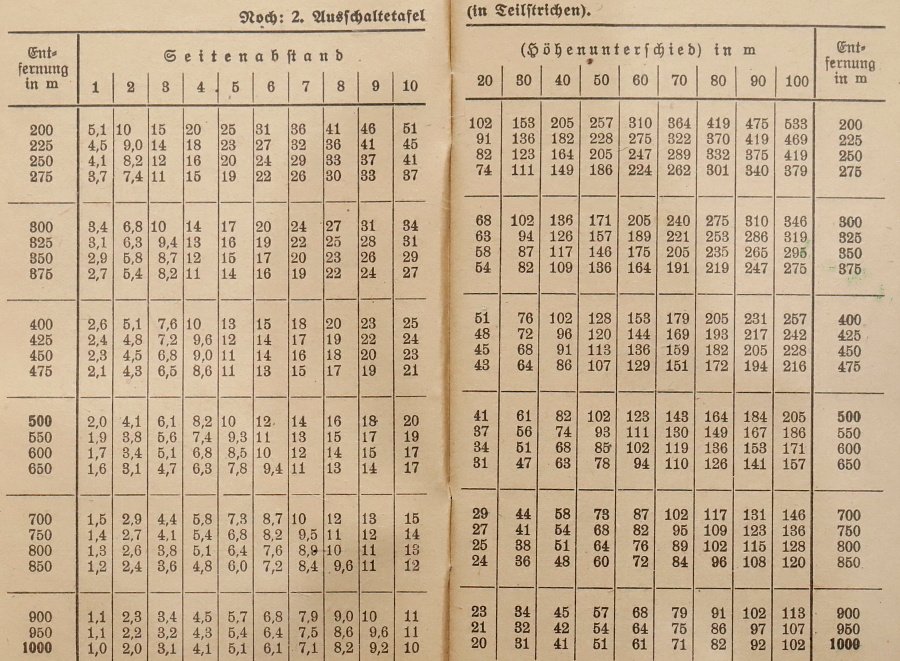 Noch: 2. Ausschaltetafel (in Teilstrichen).
Ent- Seitenabstand (Höhenunterschied) in m Ent-
fernung fernung
in m 1 2 3 4 5 6 7 8 9 10 20 30 40 50 60 70 80 90 100 in m
200 5,1 10 15 20 25 31 36 41 46 51 102 153 205 257 310 364 419 475 533 200
225 4,5 9,0 14 18 23 27 32 36 41 45 91 136 182 228 275 322 370 419 469 225
250 4,1 8,2 12 16 20 24 29 33 37 41 82 123 164 205 247 289 332 375 419 250
275 3,7 7,4 11 15 19 22 26 30 33 37 74 111 149 186 224 262 301 340 379 275
300 3,4 6,8 10 14 17 20 24 27 31 34 68 102 136 171 205 240 275 310 346 300
325 3,1 6,3 9,4 13 16 19 22 25 28 31 63 94 126 157 189 221 253 286 319 325
350 2,9 5,8 8,7 12 15 17 20 23 26 29 58 87 117 146 175 205 235 265 295 350
375 2,7 5,4 8,2 11 14 16 19 22 24 27 54 82 109 136 164 191 219 247 275 375
400 2,6 5,1 7,6 10 13 15 18 20 23 25 51 76 102 128 153 179 205 231 257 400
425 2,4 4,8 7,2 9,6 12 14 17 19 22 24 48 72 96 120 144 169 193 217 242 425
450 2,3 4,5 6,8 9,0 11 14 16 18 20 23 45 68 91 113 136 159 182 205 228 450
475 2,1 4,3 6,5 8,6 11 13 15 17 19 21 43 64 86 107 129 151 172 194 216 475
500 2,0 4,1 6,1 8,2 10 12 14 16 18 20 41 61 82 102 123 143 164 184 205 500
550 1,9 3,8 5,6 7,4 9,3 11 13 15 17 19 37 56 74 93 111 130 149 167 186 550
600 1,7 3,4 5,1 6,8 8,5 10 12 14 15 17 34 51 68 85 102 119 136 153 171 600
650 1,6 3,1 4,7 6,3 7,8 9,4 11 13 14 17 31 47 63 78 94 110 126 141 157 650
700 1,5 2,9 4,4 5,8 7,3 8,7 10 12 13 15 29 44 58 73 87 102 117 131 146 700
750 1,4 2,7 4,1 5,4 6,8 8,2 9,5 11 12 14 27 41 54 68 82 95 109 123 136 750
800 1,3 2,6 3,8 5,1 6,4 7,6 8,9 10 11 13 25 38 51 64 76 89 102 115 128 800
850 1,2 2,4 3,6 4,8 6,0 7,2 8,4 9,6 11 12 24 36 48 60 72 84 96 108 120 850
900 1,1 2,3 3,4 4,5 5,7 6,8 7,9 9,0 10 11 23 34 45 57 68 79 91 102 113 900
950 1,1 2,2 3,2 4,3 5,4 6,4 7,5 8,6 9,6 11 21 32 42 54 64 75 86 97 107 950
1000 1,0 2,0 3,1 4,1 5,1 6,1 7,1 8,2 9,2 10 20 31 41 51 61 71 82 92 102 1000